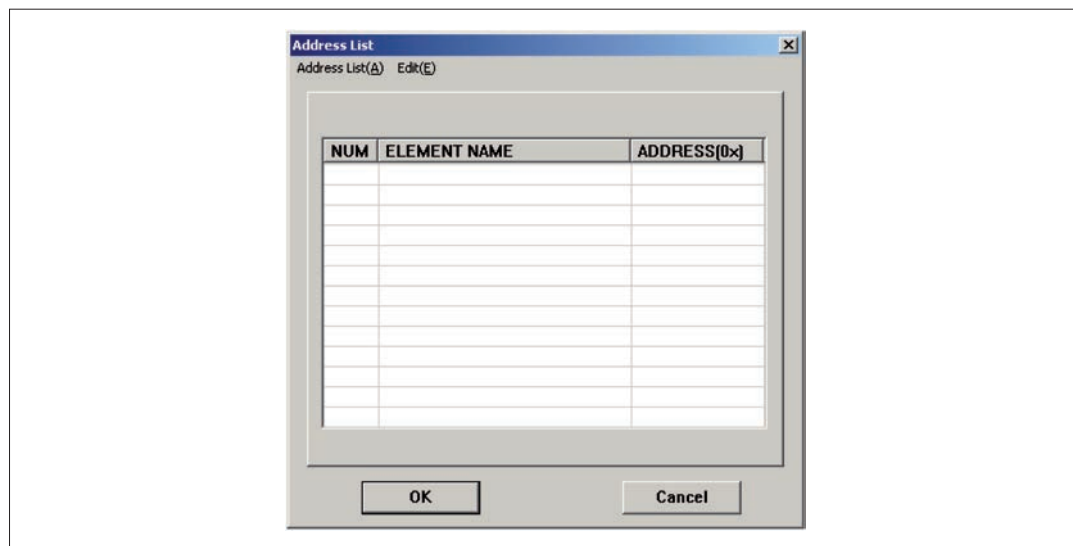 Address List
Address List(A) Edit(E)
NUM ELEMENT NAME ADDRESS(0x)
OK Cancel